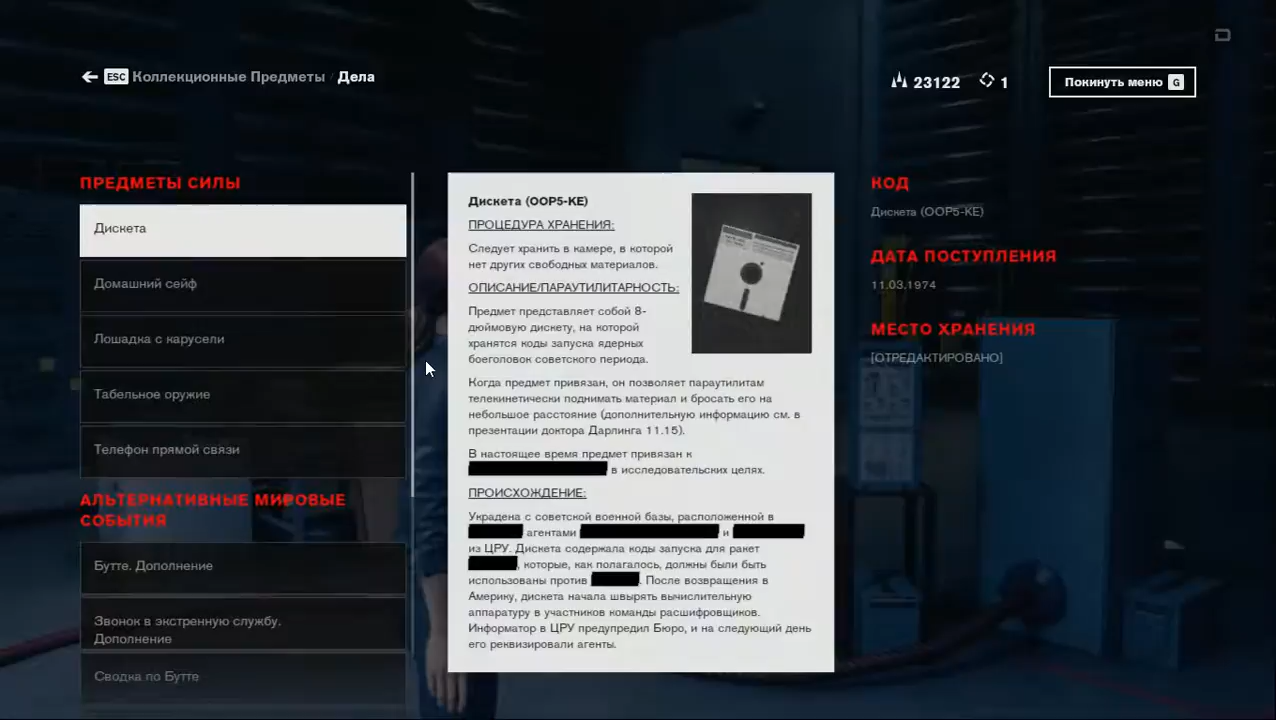 ESC Коллекционные Предметы / Дела
23122
1
Покинуть меню G
ПРЕДМЕТЫ СИЛЫ
Дискета
Домашний сейф
Лошадка с карусели
Табельное оружие
Телефон прямой связи
АЛЬТЕРНАТИВНЫЕ МИРОВЫЕ
СОБЫТИЯ
Бутте. Дополнение
Звонок в экстренную службу.
Дополнение
Сводка по Бутте
Дискета (OOP5-KE)
ПРОЦЕДУРА ХРАНЕНИЯ:
Следует хранить в камере, в которой
нет других свободных материалов.
ОПИСАНИЕ/ПАРАУТИЛИТАРНОСТЬ:
Предмет представляет собой 8-
дюймовую дискету, на которой
хранятся коды запуска ядерных
боеголовок советского периода.
Когда предмет привязан, он позволяет параутилитам
телекинетически поднимать материал и бросать его на
небольшое расстояние (дополнительную информацию см. в
презентации доктора Дарлинга 11.15).
В настоящее время предмет привязан к
в исследовательских целях.
ПРОИСХОЖДЕНИЕ:
Украдена с советской военной базы, расположенной в
агентами и
из ЦРУ. Дискета содержала коды запуска для ракет
, которые, как полагалось, должны были быть
использованы против . После возвращения в
Америку, дискета начала швырять вычислительную
аппаратуру в участников команды расшифровщиков.
Информатор в ЦРУ предупредил Бюро, и на следующий день
его реквизировали агенты.
КОД
Дискета (OOP5-KE)
ДАТА ПОСТУПЛЕНИЯ
11.03.1974
МЕСТО ХРАНЕНИЯ
[ОТРЕДАКТИРОВАНО]